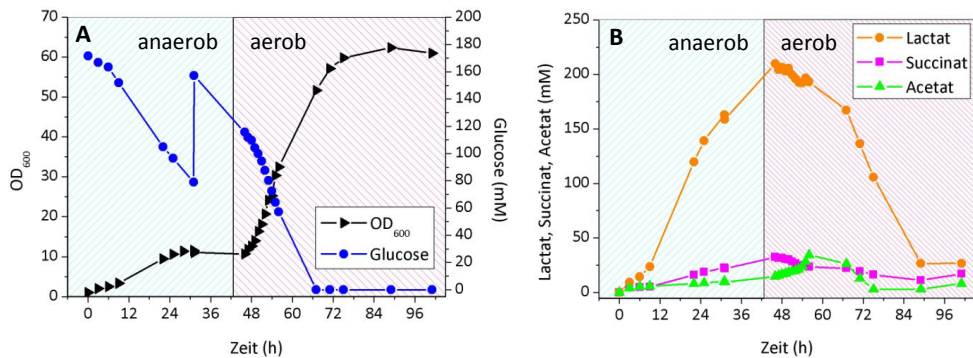 A
anaerob
aerob
OD600
70
60
50
40
30
20
10
0
Glucose (mM)
200
180
160
140
120
100
80
60
40
20
0
OD600
Glucose
0 12 24 36 48 60 72 84 96
Zeit (h)
B
anaerob
aerob
Lactat
Succinat
Acetat
Lactat, Succinat, Acetat (mM)
250
200
150
100
50
0
0 12 24 36 48 60 72 84 96
Zeit (h)